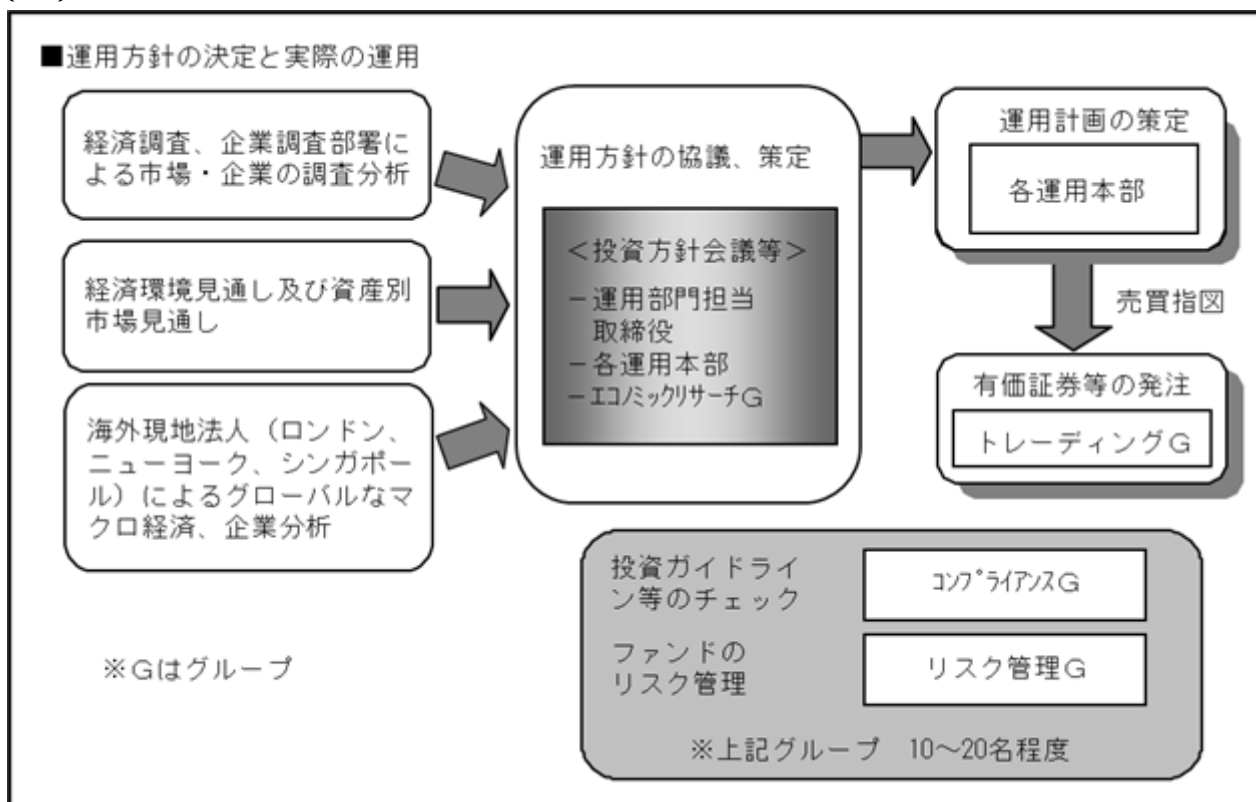 ■運用方針の決定と実際の運用
経済調査、企業調査部署に
よる市場・企業の調査分析
経済環境見通し及び資産別
市場見通し
海外現地法人（ロンドン、
ニューヨーク、シンガポー
ル）によるグローバルなマ
クロ経済、企業分析
運用方針の協議、策定
＜投資方針会議等＞
－運用部門担当
取締役
－各運用本部
－ｴｺﾉﾐｯｸﾘｻｰﾁＧ
運用計画の策定
各運用本部
売買指図
有価証券等の発注
トレーディングＧ
投資ガイドライ
ン等のチェック
ｺﾝﾌﾟﾗｲｱﾝｽＧ
ファンドの
リスク管理
リスク管理Ｇ
※上記グループ　10～20名程度
※Ｇはグループ